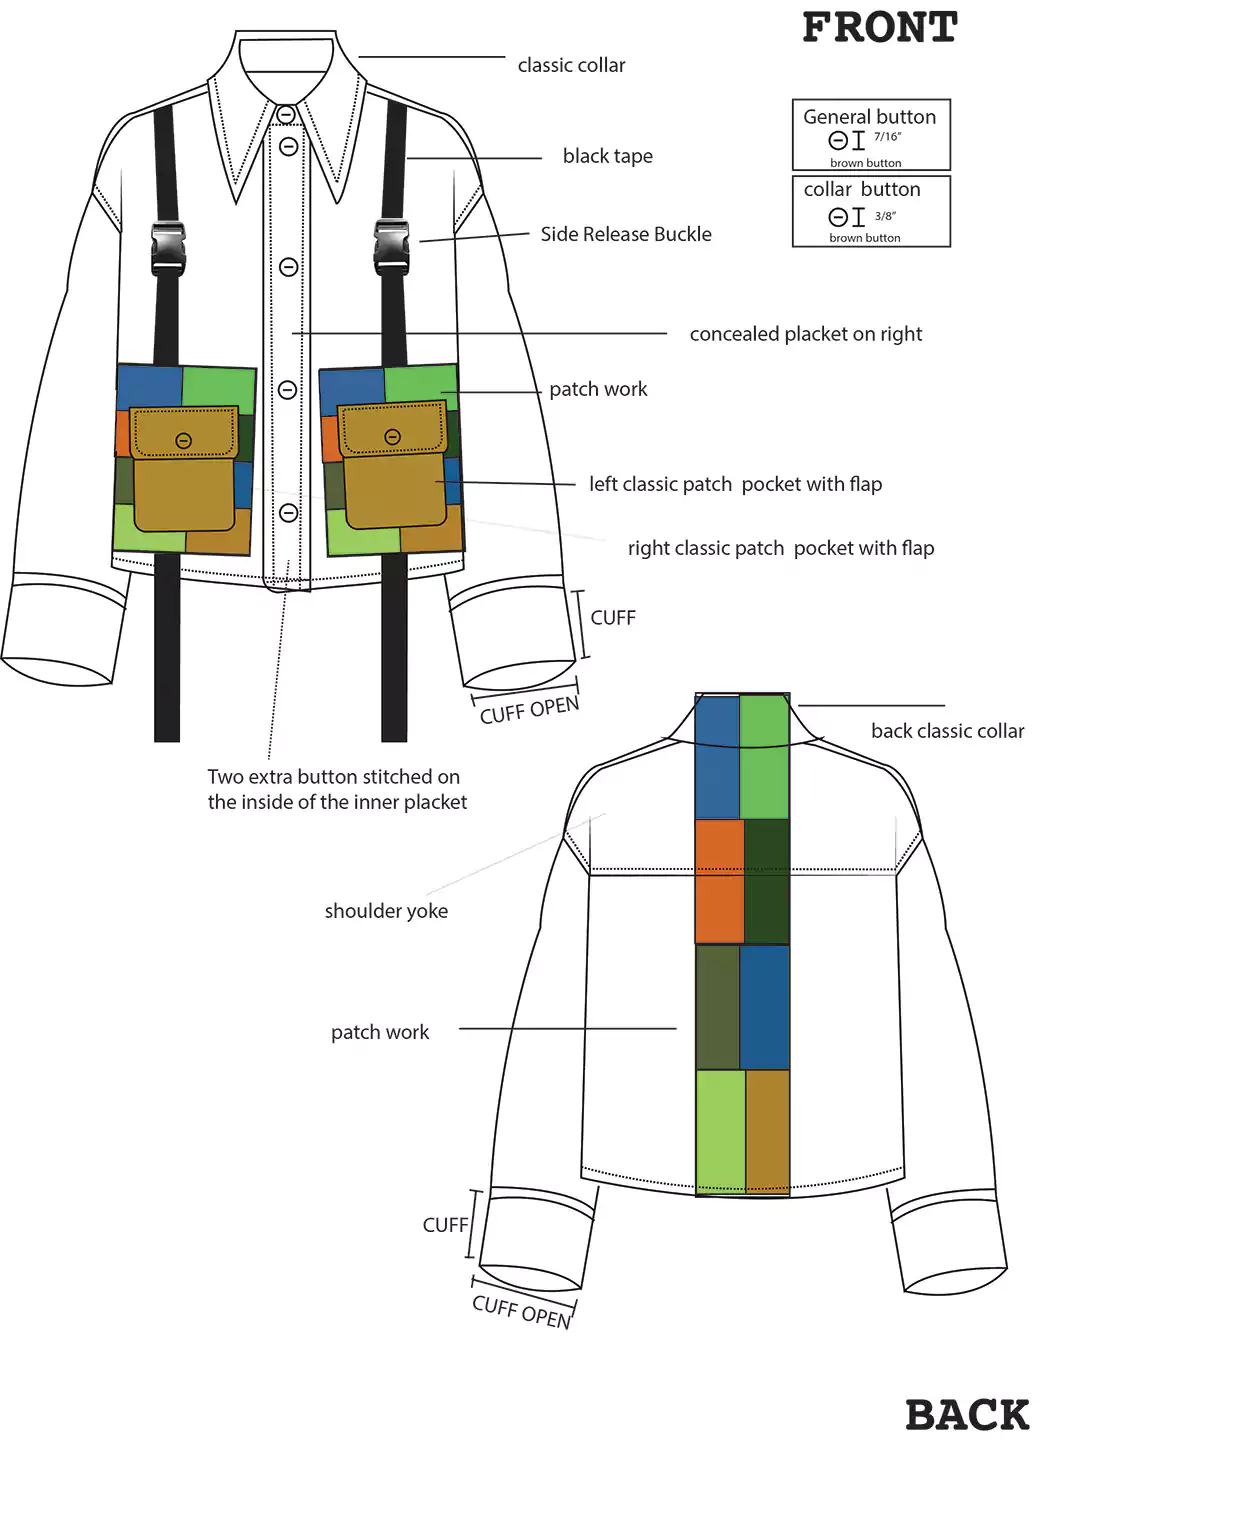 FRONT
classic collar
General button
7/16"
brown button
black tape
collar button
3/8"
brown button
Side Release Buckle
concealed placket on right
patch work
left classic patch pocket with flap
right classic patch pocket with flap
CUFF
CUFF OPEN
back classic collar
Two extra button stitched on
the inside of the inner placket
shoulder yoke
patch work
CUFF
CUFF OPEN
BACK